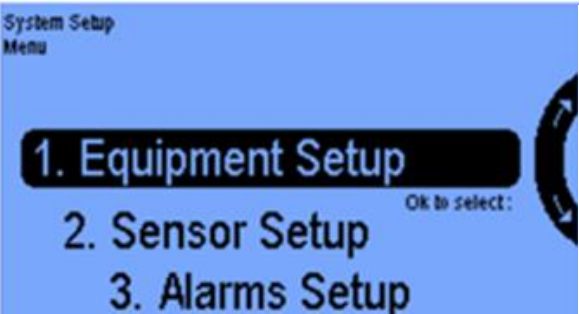 System Setup
Menu
1. Equipment Setup
Ok to select:
2. Sensor Setup
3. Alarms Setup